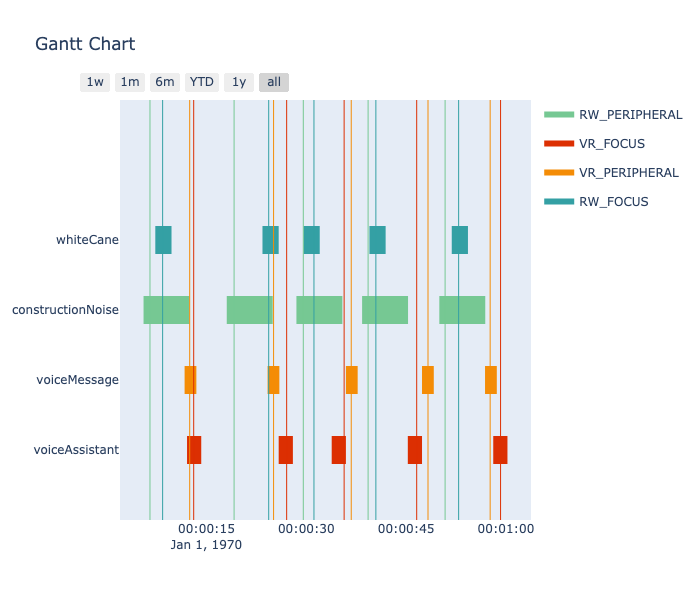 Gantt Chart
1w 1m 6m YTD 1y all
RW_PERIPHERAL
VR_FOCUS
VR_PERIPHERAL
RW_FOCUS
whiteCane
constructionNoise
voiceMessage
voiceAssistant
00:00:15 00:00:30 00:00:45 00:01:00
Jan 1, 1970